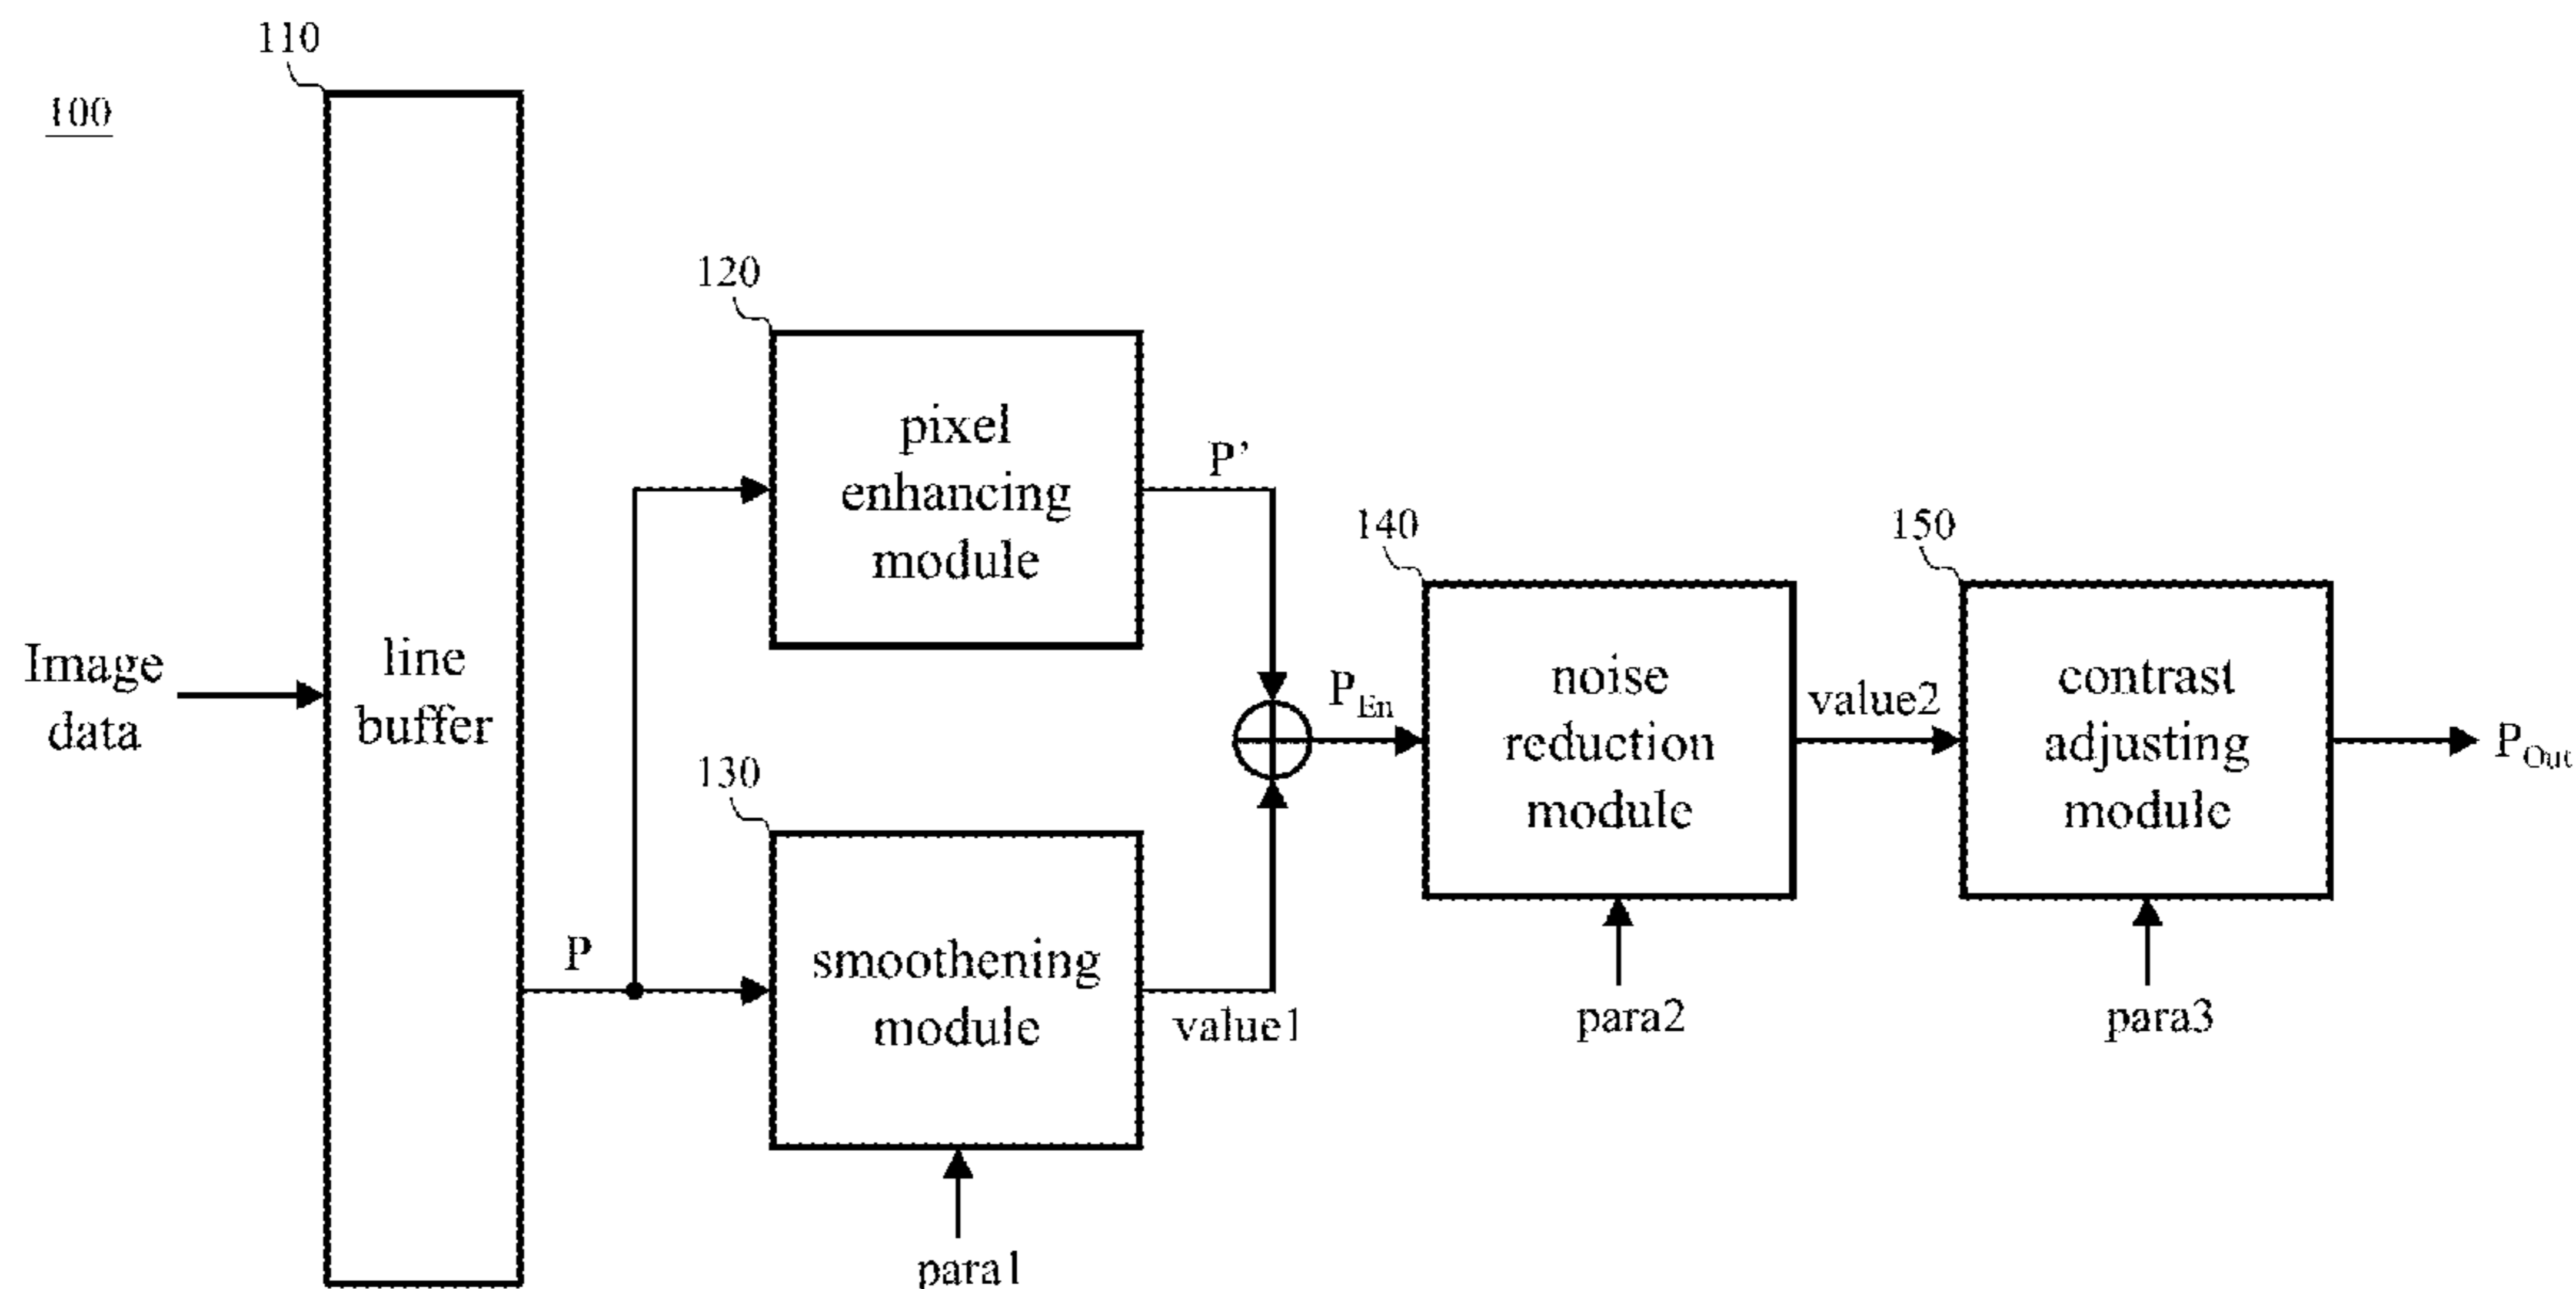 110
100
120
pixel
enhancing
module
P'
140
150
Image
data
line
buffer
P_En
noise
reduction
module
value2
contrast
adjusting
module
P_Out
130
P
smoothening
module
value1
para2
para3
para1